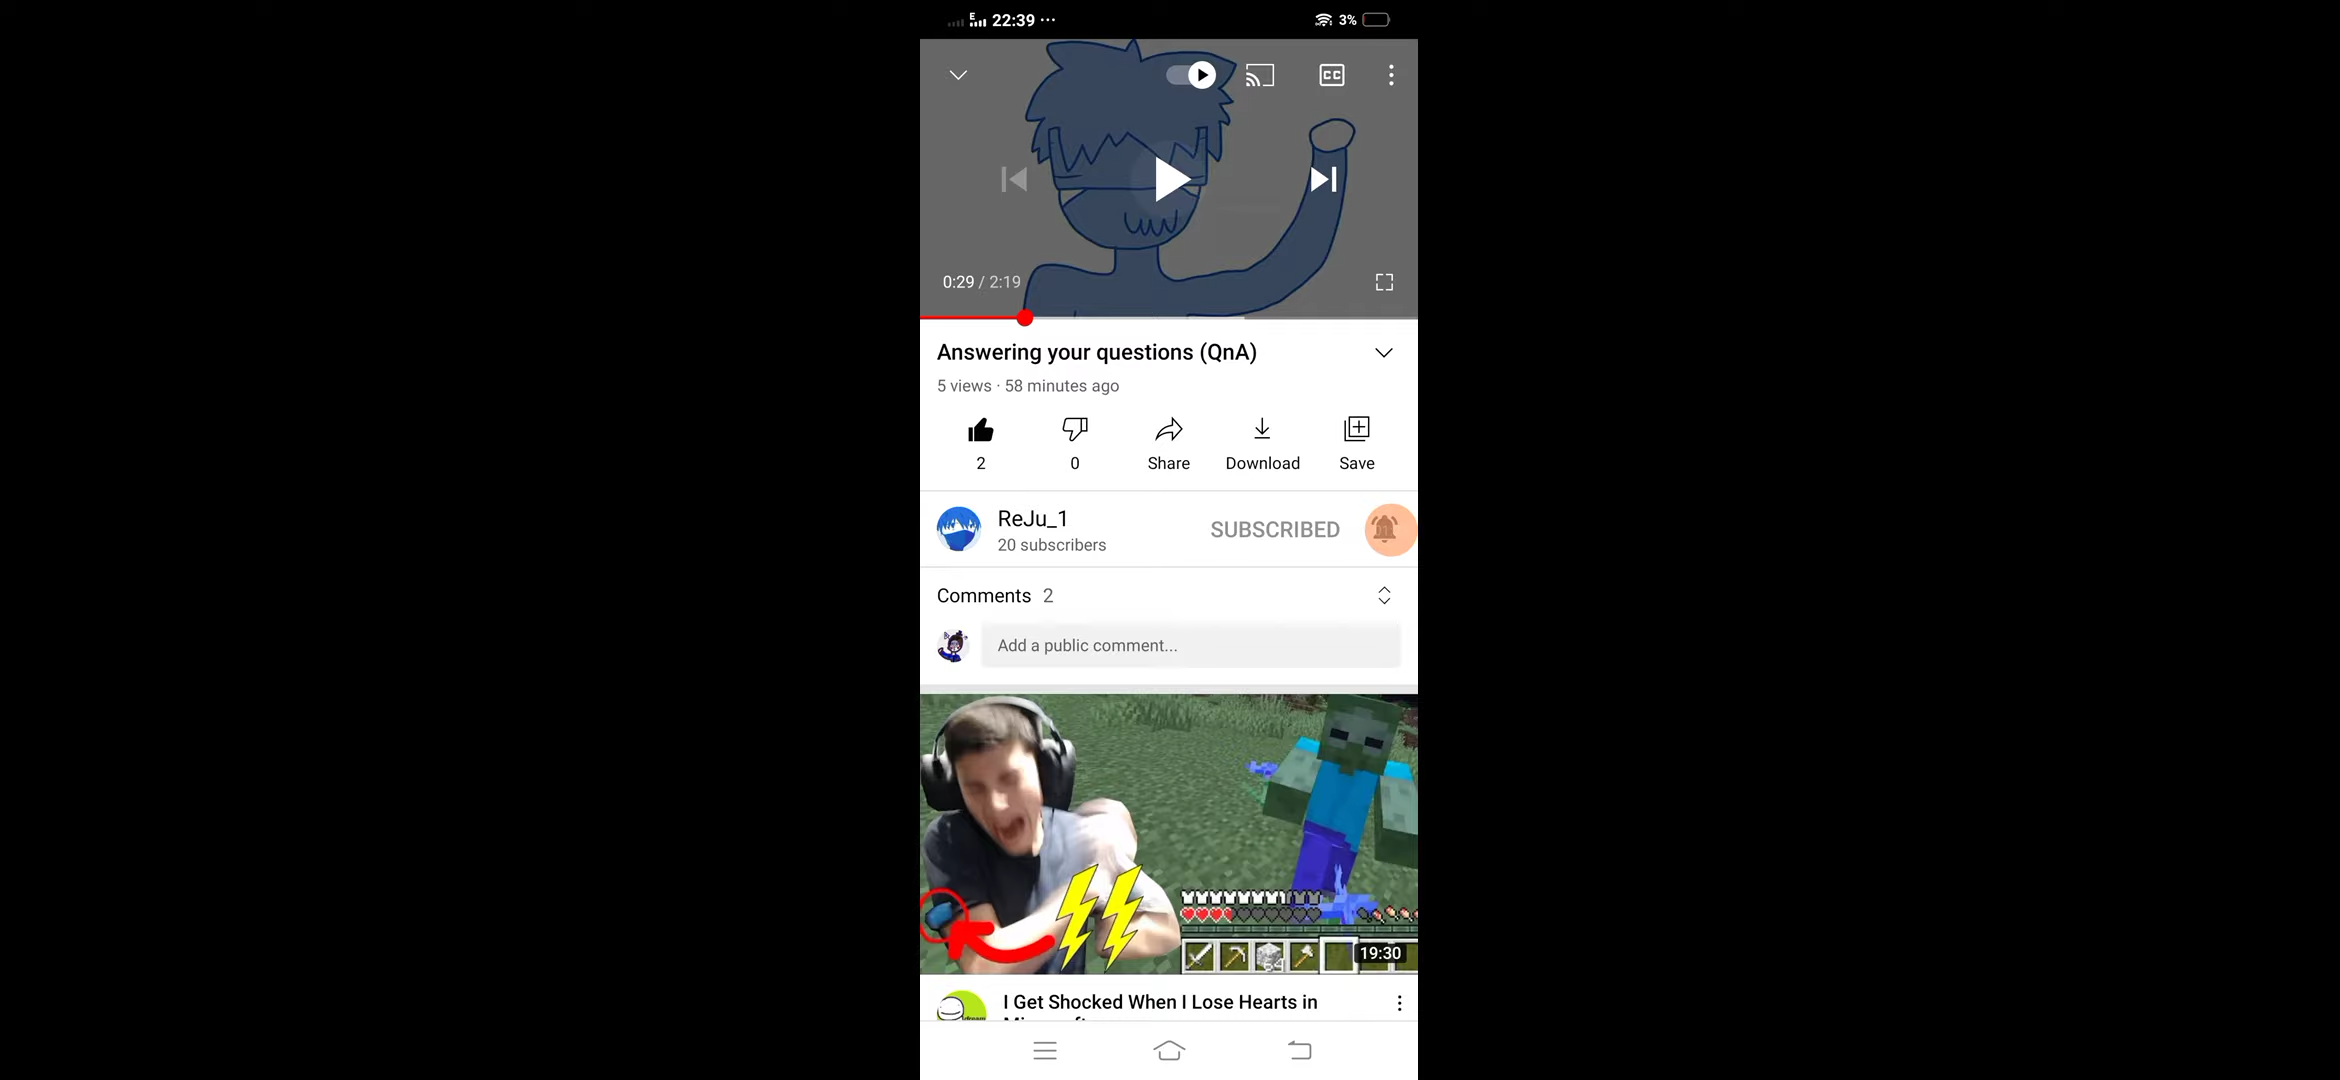 E 22:39 ··· 3%
CC
0:29 / 2:19
Answering your questions (QnA)
5 views · 58 minutes ago
2 0 Share Download Save
ReJu_1 SUBSCRIBED
20 subscribers
Comments 2
Add a public comment...
64
19:30
I Get Shocked When I Lose Hearts in